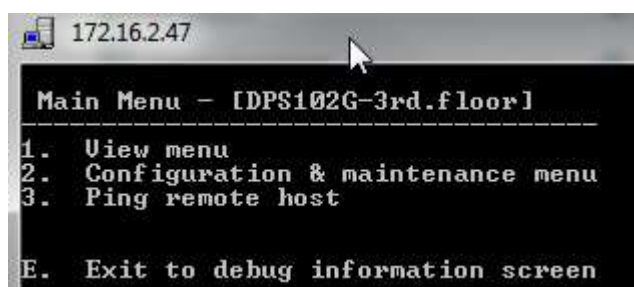 172.16.2.47
Main Menu - [DPS102G-3rd.floor]
1. View menu
2. Configuration & maintenance menu
3. Ping remote host
E. Exit to debug information screen